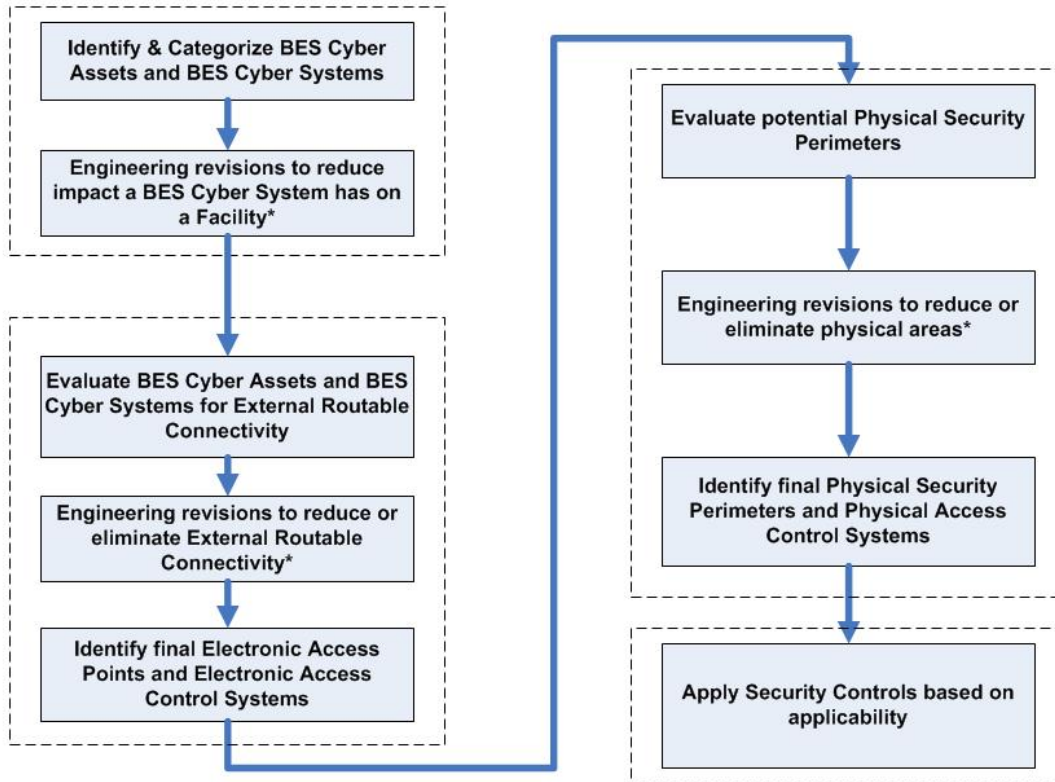 Identify & Categorize BES Cyber
Assets and BES Cyber Systems
Engineering revisions to reduce
impact a BES Cyber System has on
a Facility*
Evaluate BES Cyber Assets and BES
Cyber Systems for External Routable
Connectivity
Engineering revisions to reduce or
eliminate External Routable
Connectivity*
Identify final Electronic Access
Points and Electronic Access
Control Systems
Evaluate potential Physical Security
Perimeters
Engineering revisions to reduce or
eliminate physical areas*
Identify final Physical Security
Perimeters and Physical Access
Control Systems
Apply Security Controls based on
applicability